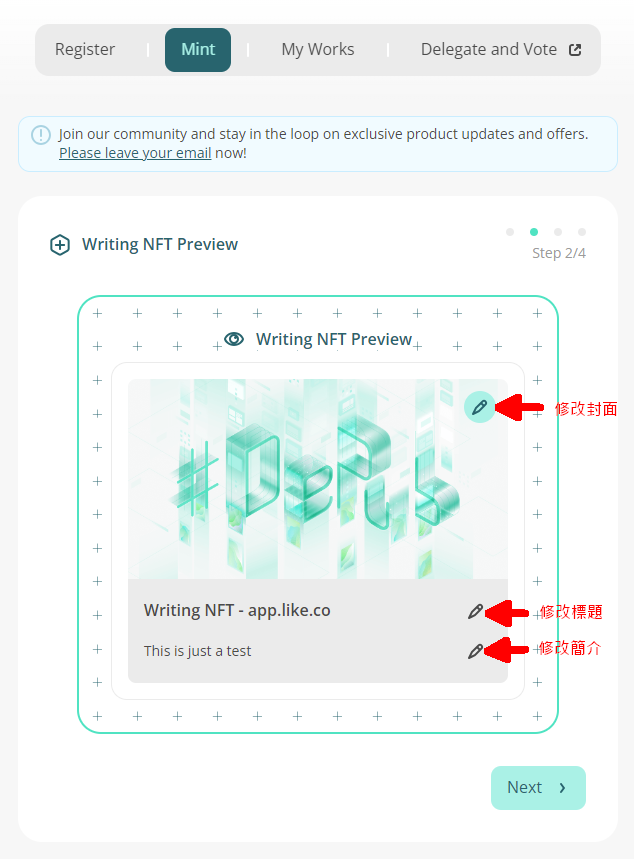 Register
Mint
My Works
Delegate and Vote
Join our community and stay in the loop on exclusive product updates and offers.
Please leave your email now!
Writing NFT Preview
Step 2/4
Writing NFT Preview
修改封面
#DePub
Writing NFT - app.like.co
修改標題
This is just a test
修改簡介
Next